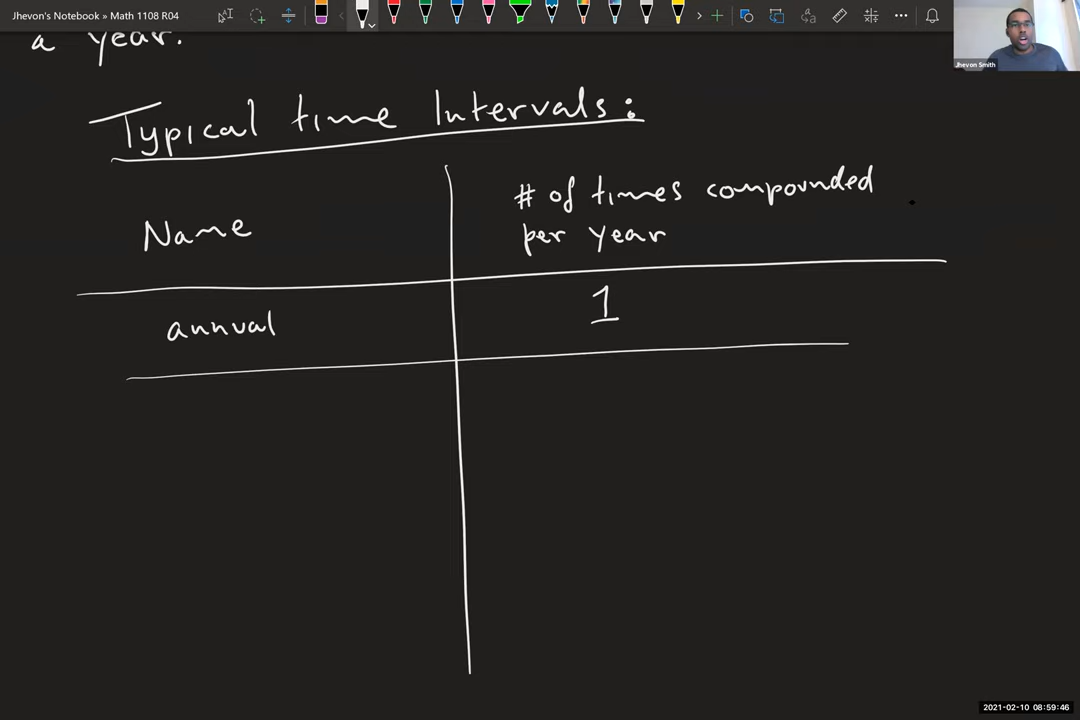 Jhevon's Notebook » Math 1108 R04
Jhevon Smith
a year.
Typical time Intervals:
Name
# of times compounded
per year
annual
1
2021-02-10 08:59:46